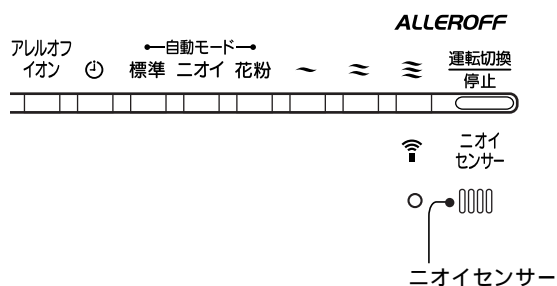 ALLEROFF
アレルオフ
イオン
自動モード
標準 ニオイ 花粉
運転切換
停止
ニオイ
センサー
ニオイセンサー